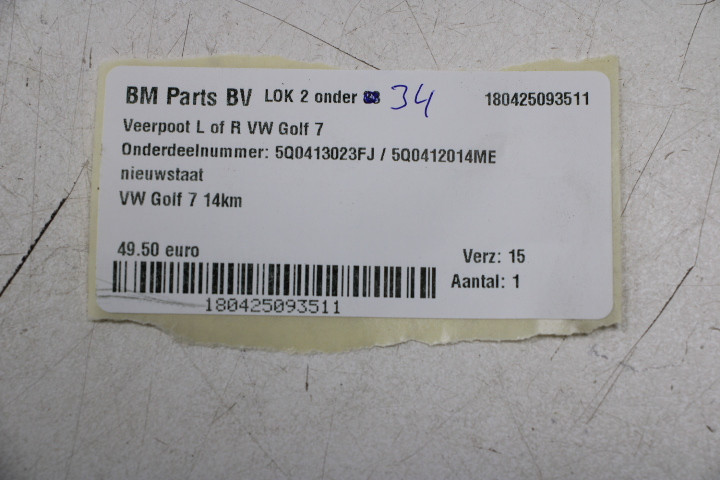 BM Parts BV LOK 2 onder 34 180425093511
Veerpoot L of R VW Golf 7
Onderdeelnummer: 5Q0413023FJ / 5Q0412014ME
nieuwstaat
VW Golf 7 14km
49.50 euro Verz: 15
Aantal: 1
180425093511